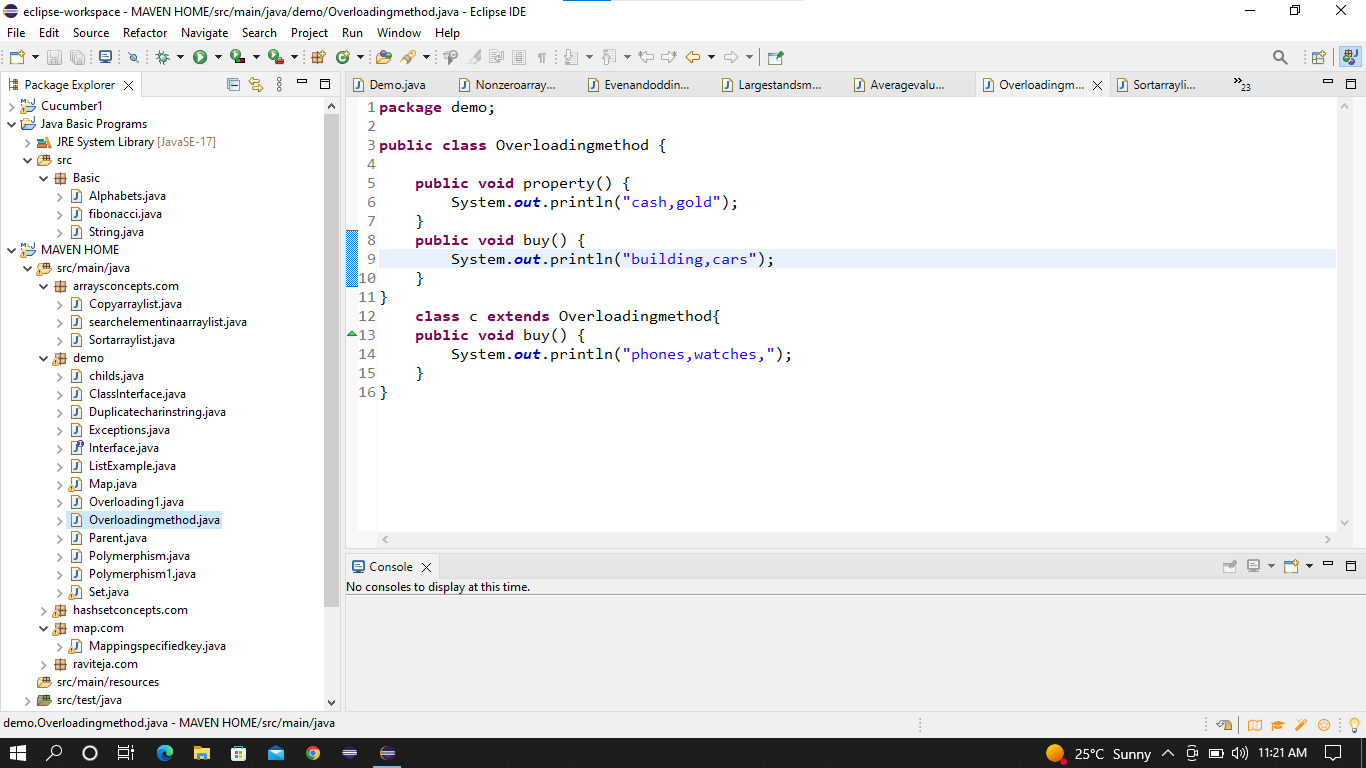 eclipse-workspace - MAVEN HOME/src/main/java/demo/Overloadingmethod.java - Eclipse IDE
File Edit Source Refactor Navigate Search Project Run Window Help
Package Explorer
Demo.java Nonzeroarray... Evenandoddin... Largestandsm... Averagevalu... Overloadingm... Sortarrayli... 23
Cucumber1
Java Basic Programs
JRE System Library [JavaSE-17]
src
Basic
Alphabets.java
fibonacci.java
String.java
MAVEN HOME
src/main/java
arraysconcepts.com
Copyarraylist.java
searchelementinaarraylist.java
Sortarraylist.java
demo
childs.java
ClassInterface.java
Duplicatecharinstring.java
Exceptions.java
Interface.java
ListExample.java
Map.java
Overloading1.java
Overloadingmethod.java
Parent.java
Polymerphism.java
Polymerphism1.java
Set.java
hashsetconcepts.com
map.com
Mappingspecifiedkey.java
raviteja.com
src/main/resources
src/test/java
1 package demo;
2
3 public class Overloadingmethod {
4
5 public void property() {
6 System.out.println("cash,gold");
7 }
8 public void buy() {
9 System.out.println("building,cars");
10 }
11 }
12 class c extends Overloadingmethod{
13 public void buy() {
14 System.out.println("phones,watches,");
15 }
16 }
Console
No consoles to display at this time.
demo.Overloadingmethod.java - MAVEN HOME/src/main/java
25°C Sunny 11:21 AM